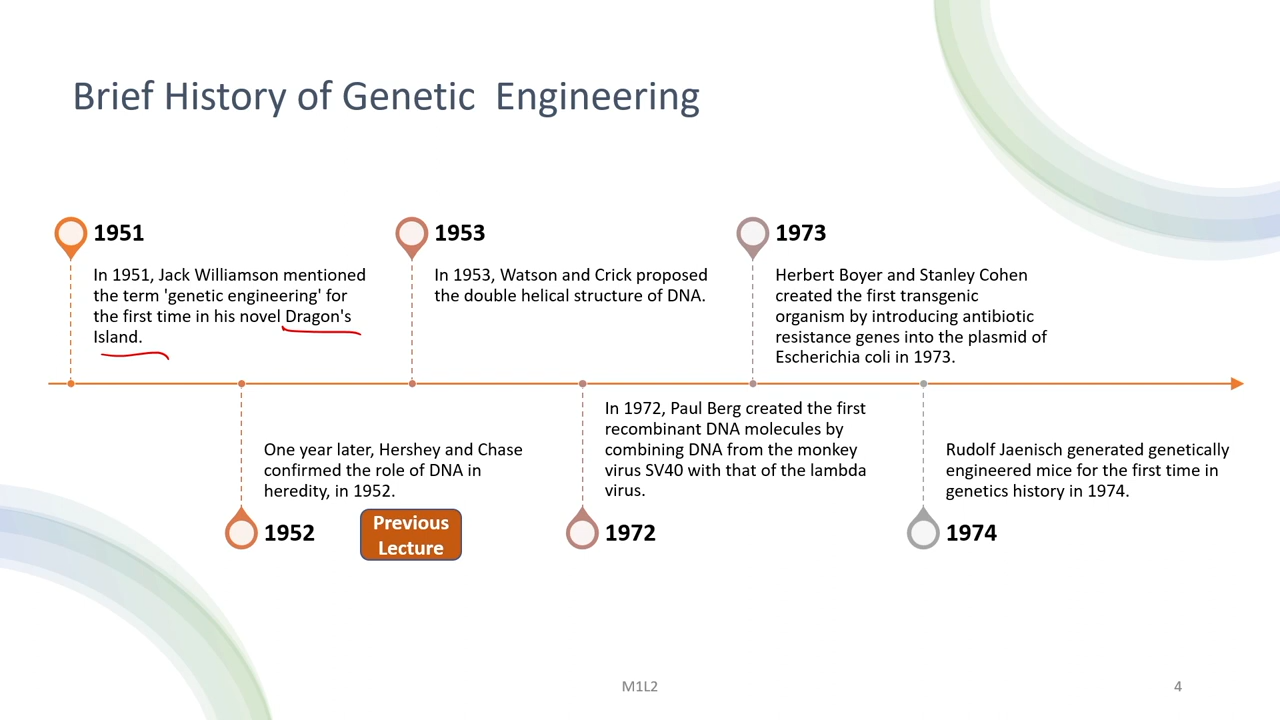 Brief History of Genetic  Engineering
1951
In 1951, Jack Williamson mentioned
the term 'genetic engineering' for
the first time in his novel Dragon's
Island.
1953
In 1953, Watson and Crick proposed
the double helical structure of DNA.
1973
Herbert Boyer and Stanley Cohen
created the first transgenic
organism by introducing antibiotic
resistance genes into the plasmid of
Escherichia coli in 1973.
One year later, Hershey and Chase
confirmed the role of DNA in
heredity, in 1952.
1952
Previous
Lecture
In 1972, Paul Berg created the first
recombinant DNA molecules by
combining DNA from the monkey
virus SV40 with that of the lambda
virus.
1972
Rudolf Jaenisch generated genetically
engineered mice for the first time in
genetics history in 1974.
1974
M1L2
4